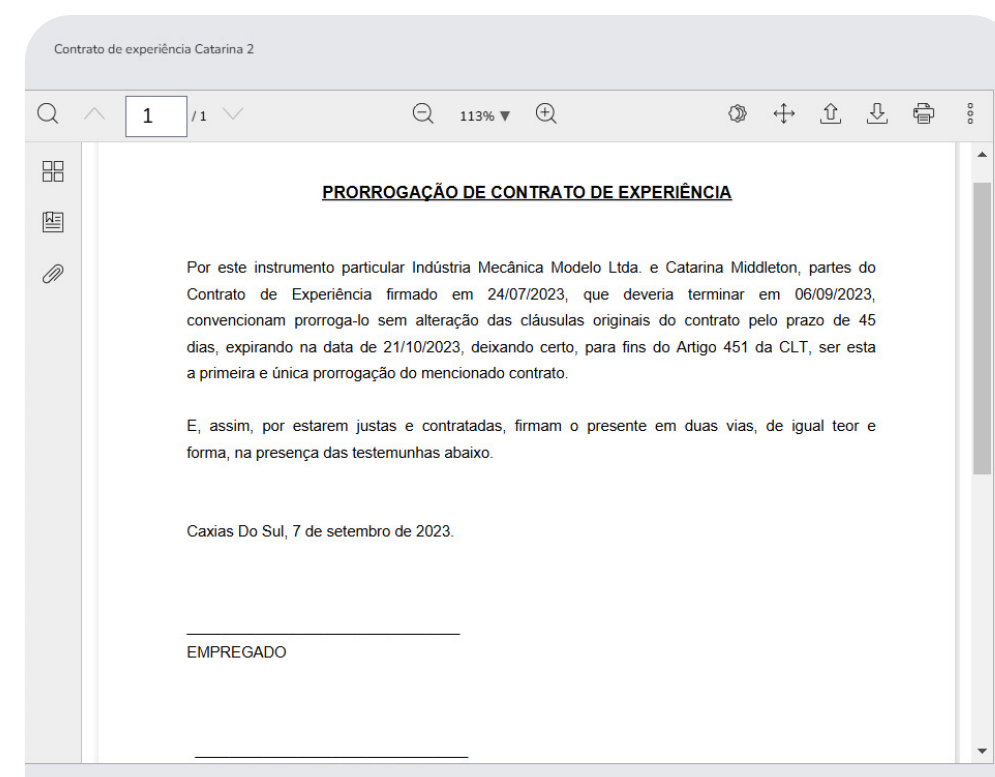 Contrato de experiência Catarina 2
1 / 1 113% ▼
PRORROGAÇÃO DE CONTRATO DE EXPERIÊNCIA
Por este instrumento particular Indústria Mecânica Modelo Ltda. e Catarina Middleton, partes do
Contrato de Experiência firmado em 24/07/2023, que deveria terminar em 06/09/2023,
convencionam prorroga-lo sem alteração das cláusulas originais do contrato pelo prazo de 45
dias, expirando na data de 21/10/2023, deixando certo, para fins do Artigo 451 da CLT, ser esta
a primeira e única prorrogação do mencionado contrato.
E, assim, por estarem justas e contratadas, firmam o presente em duas vias, de igual teor e
forma, na presença das testemunhas abaixo.
Caxias Do Sul, 7 de setembro de 2023.
EMPREGADO